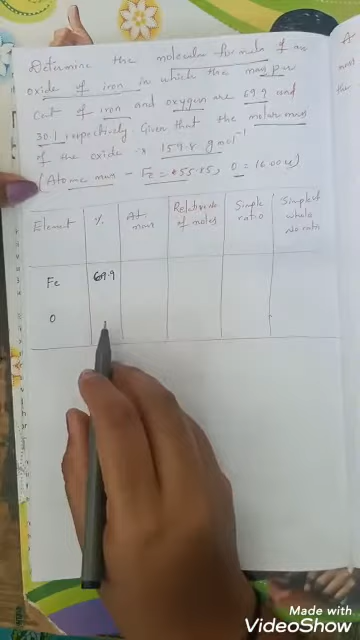 Determine the molecular formula of an
oxide of iron in which the mass per
cent of iron and oxygen are 69.9 and
30.1 respectively Given that the molar mass
of the oxide is 159.8 g mol⁻¹
(Atomic mass - Fe = 55.85, O = 16.00 u)
Element % At. mass Relative no of moles Simple ratio Simplest whole no ratio
Fe 69.9
O
Made with
VideoShow